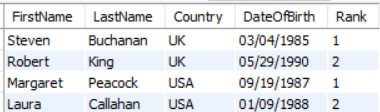 FirstName LastName Country DateOfBirth Rank
Steven Buchanan UK 03/04/1985 1
Robert King UK 05/29/1990 2
Margaret Peacock USA 09/19/1987 1
Laura Callahan USA 01/09/1988 2